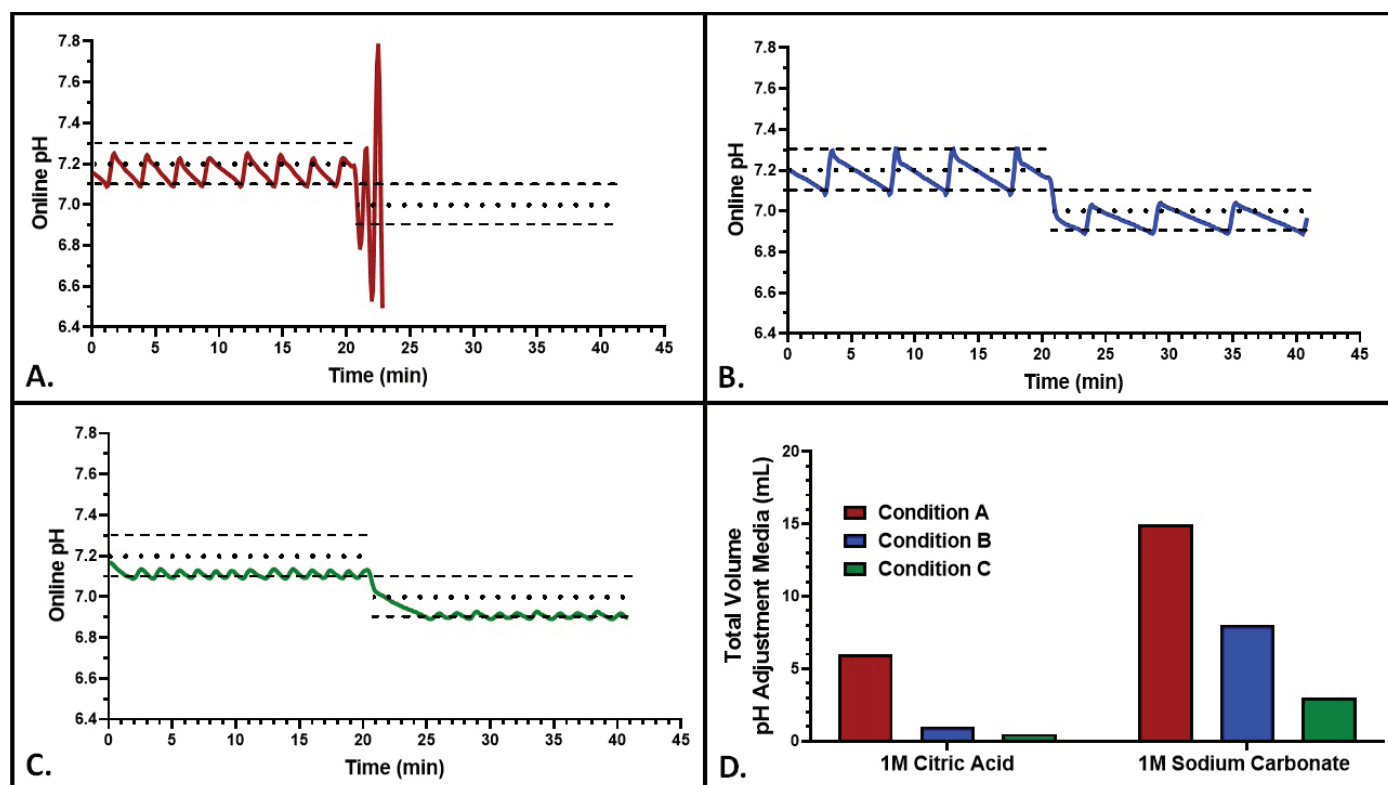 7.8
7.6
7.4
7.2
7.0
6.8
6.6
6.4
Online pH
0 5 10 15 20 25 30 35 40 45
Time (min)
A.
7.8
7.6
7.4
7.2
7.0
6.8
6.6
6.4
Online pH
0 5 10 15 20 25 30 35 40 45
Time (min)
B.
7.8
7.6
7.4
7.2
7.0
6.8
6.6
6.4
Online pH
0 5 10 15 20 25 30 35 40 45
Time (min)
C.
Total Volume
pH Adjustment Media (mL)
20
15
10
5
0
Condition A
Condition B
Condition C
1M Citric Acid 1M Sodium Carbonate
D.